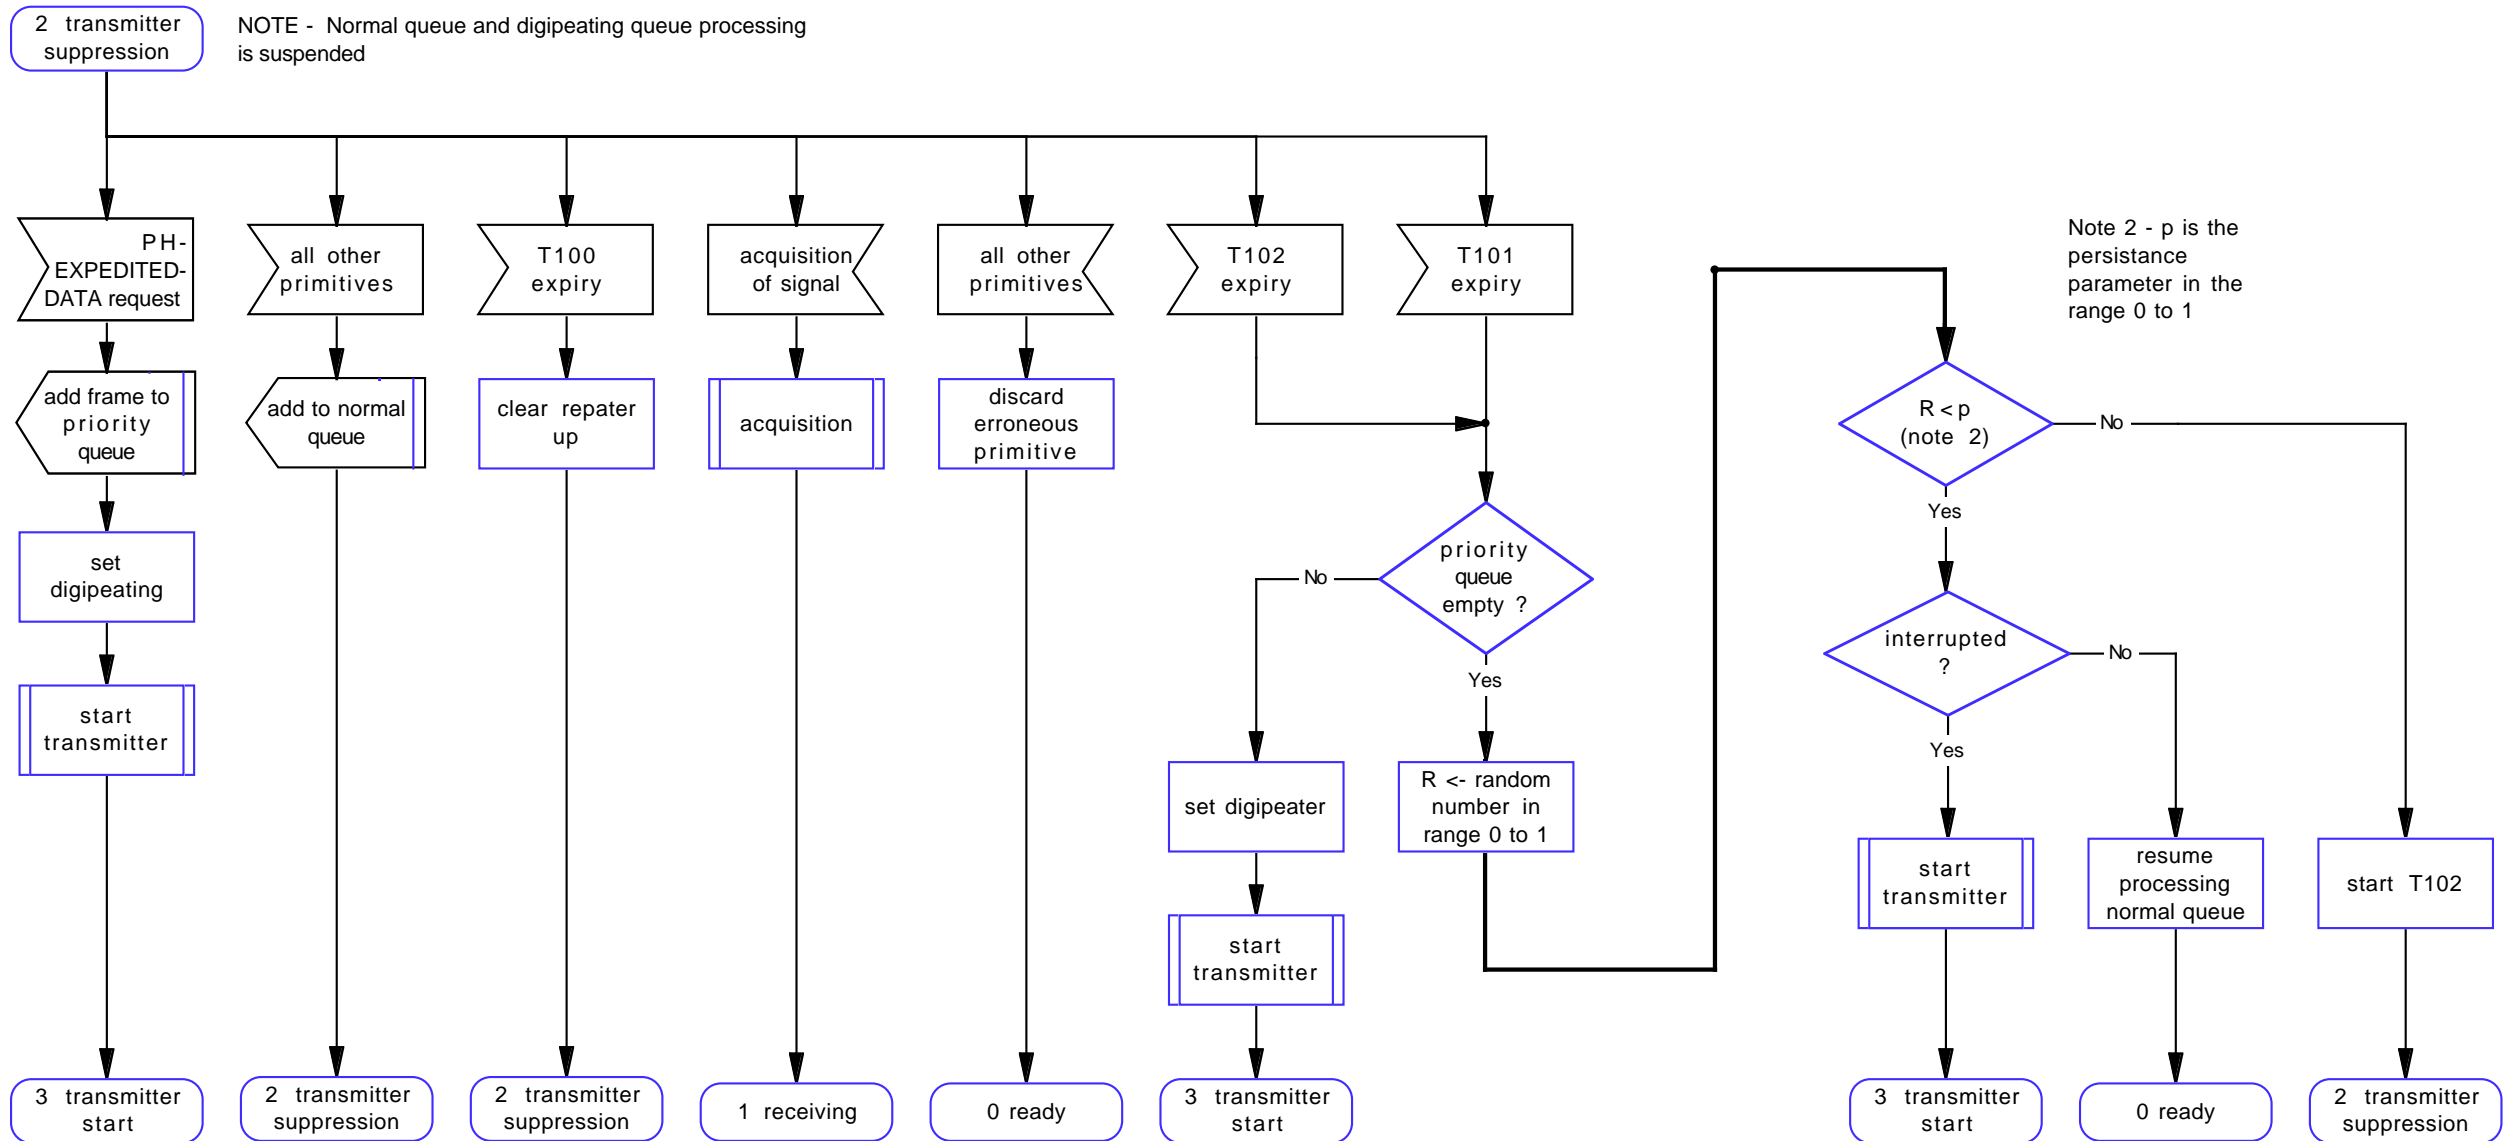 2 transmitter
suppression
NOTE - Normal queue and digipeating queue processing
is suspended
PH-
EXPEDITED-
DATA request
all other
primitives
T100
expiry
acquisition
of signal
all other
primitives
T102
expiry
T101
expiry
Note 2 - p is the
persistance
parameter in the
range 0 to 1
add frame to
priority
queue
add to normal
queue
clear repater
up
acquisition
discard
erroneous
primitive
R < p
(note 2)
No
Yes
set
digipeating
priority
queue
empty ?
No
Yes
interrupted
?
No
Yes
start
transmitter
set digipeater
R <- random
number in
range 0 to 1
start
transmitter
resume
processing
normal queue
start T102
start
transmitter
3 transmitter
start
2 transmitter
suppression
2 transmitter
suppression
1 receiving
0 ready
3 transmitter
start
3 transmitter
start
0 ready
2 transmitter
suppression